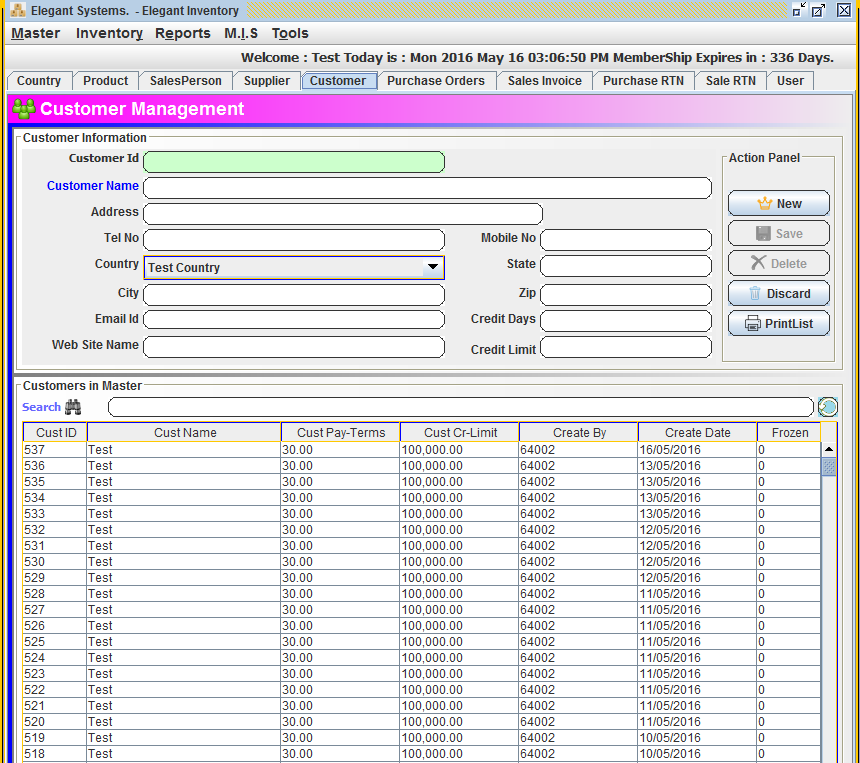 Elegant Systems. - Elegant Inventory
Master Inventory Reports M.I.S Tools
Welcome : Test Today is : Mon 2016 May 16 03:06:50 PM MemberShip Expires in : 336 Days.
Country Product SalesPerson Supplier Customer Purchase Orders Sales Invoice Purchase RTN Sale RTN User
Customer Management
Customer Information
Customer Id
Customer Name
Address
Tel No Mobile No
Country Test Country State
City Zip
Email Id Credit Days
Web Site Name Credit Limit
Action Panel
New
Save
Delete
Discard
PrintList
Customers in Master
Search
Cust ID Cust Name Cust Pay-Terms Cust Cr-Limit Create By Create Date Frozen
537 Test 30.00 100,000.00 64002 16/05/2016 0
536 Test 30.00 100,000.00 64002 13/05/2016 0
535 Test 30.00 100,000.00 64002 13/05/2016 0
534 Test 30.00 100,000.00 64002 13/05/2016 0
533 Test 30.00 100,000.00 64002 13/05/2016 0
532 Test 30.00 100,000.00 64002 12/05/2016 0
531 Test 30.00 100,000.00 64002 12/05/2016 0
530 Test 30.00 100,000.00 64002 12/05/2016 0
529 Test 30.00 100,000.00 64002 12/05/2016 0
528 Test 30.00 100,000.00 64002 11/05/2016 0
527 Test 30.00 100,000.00 64002 11/05/2016 0
526 Test 30.00 100,000.00 64002 11/05/2016 0
525 Test 30.00 100,000.00 64002 11/05/2016 0
524 Test 30.00 100,000.00 64002 11/05/2016 0
523 Test 30.00 100,000.00 64002 11/05/2016 0
522 Test 30.00 100,000.00 64002 11/05/2016 0
521 Test 30.00 100,000.00 64002 11/05/2016 0
520 Test 30.00 100,000.00 64002 11/05/2016 0
519 Test 30.00 100,000.00 64002 10/05/2016 0
518 Test 30.00 100,000.00 64002 10/05/2016 0